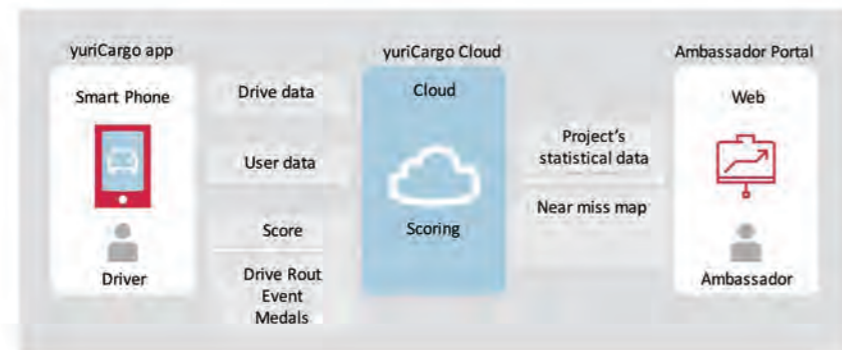 yuriCargo app
Smart Phone
Driver
Drive data
User data
Score
Drive Rout
Event
Medals
yuriCargo Cloud
Cloud
Scoring
Project's
statistical data
Near miss map
Ambassador Portal
Web
Ambassador